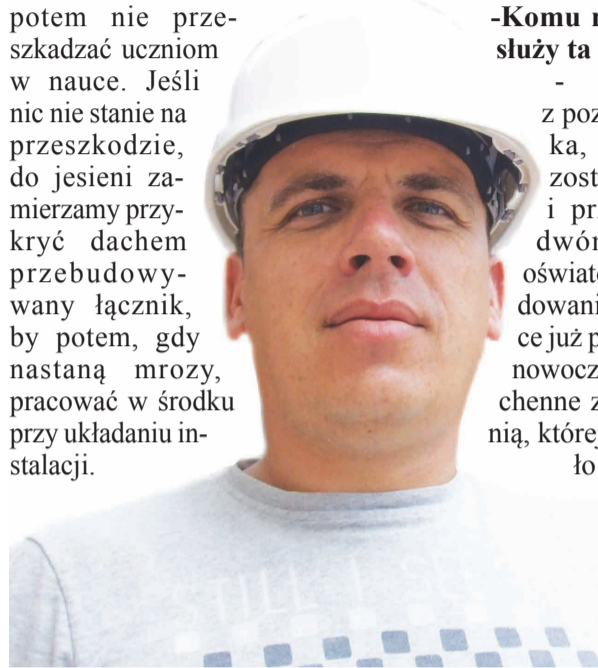 potem nie prze-
szkadzać uczniom
w nauce. Jeśli
nic nie stanie na
przeszkodzie,
do jesieni za-
mierzamy przy-
kryć dachem
przebudowy-
wany łącznik,
by potem, gdy
nastaną mrozy,
pracować w środku
przy układaniu in-
stalacji.
-Komu
służy ta
-
z poz
ka,
zost
i pr
dwór
oświat
dowani
ce już p
nowocz
chenne z
nią, której
ło
STILL I